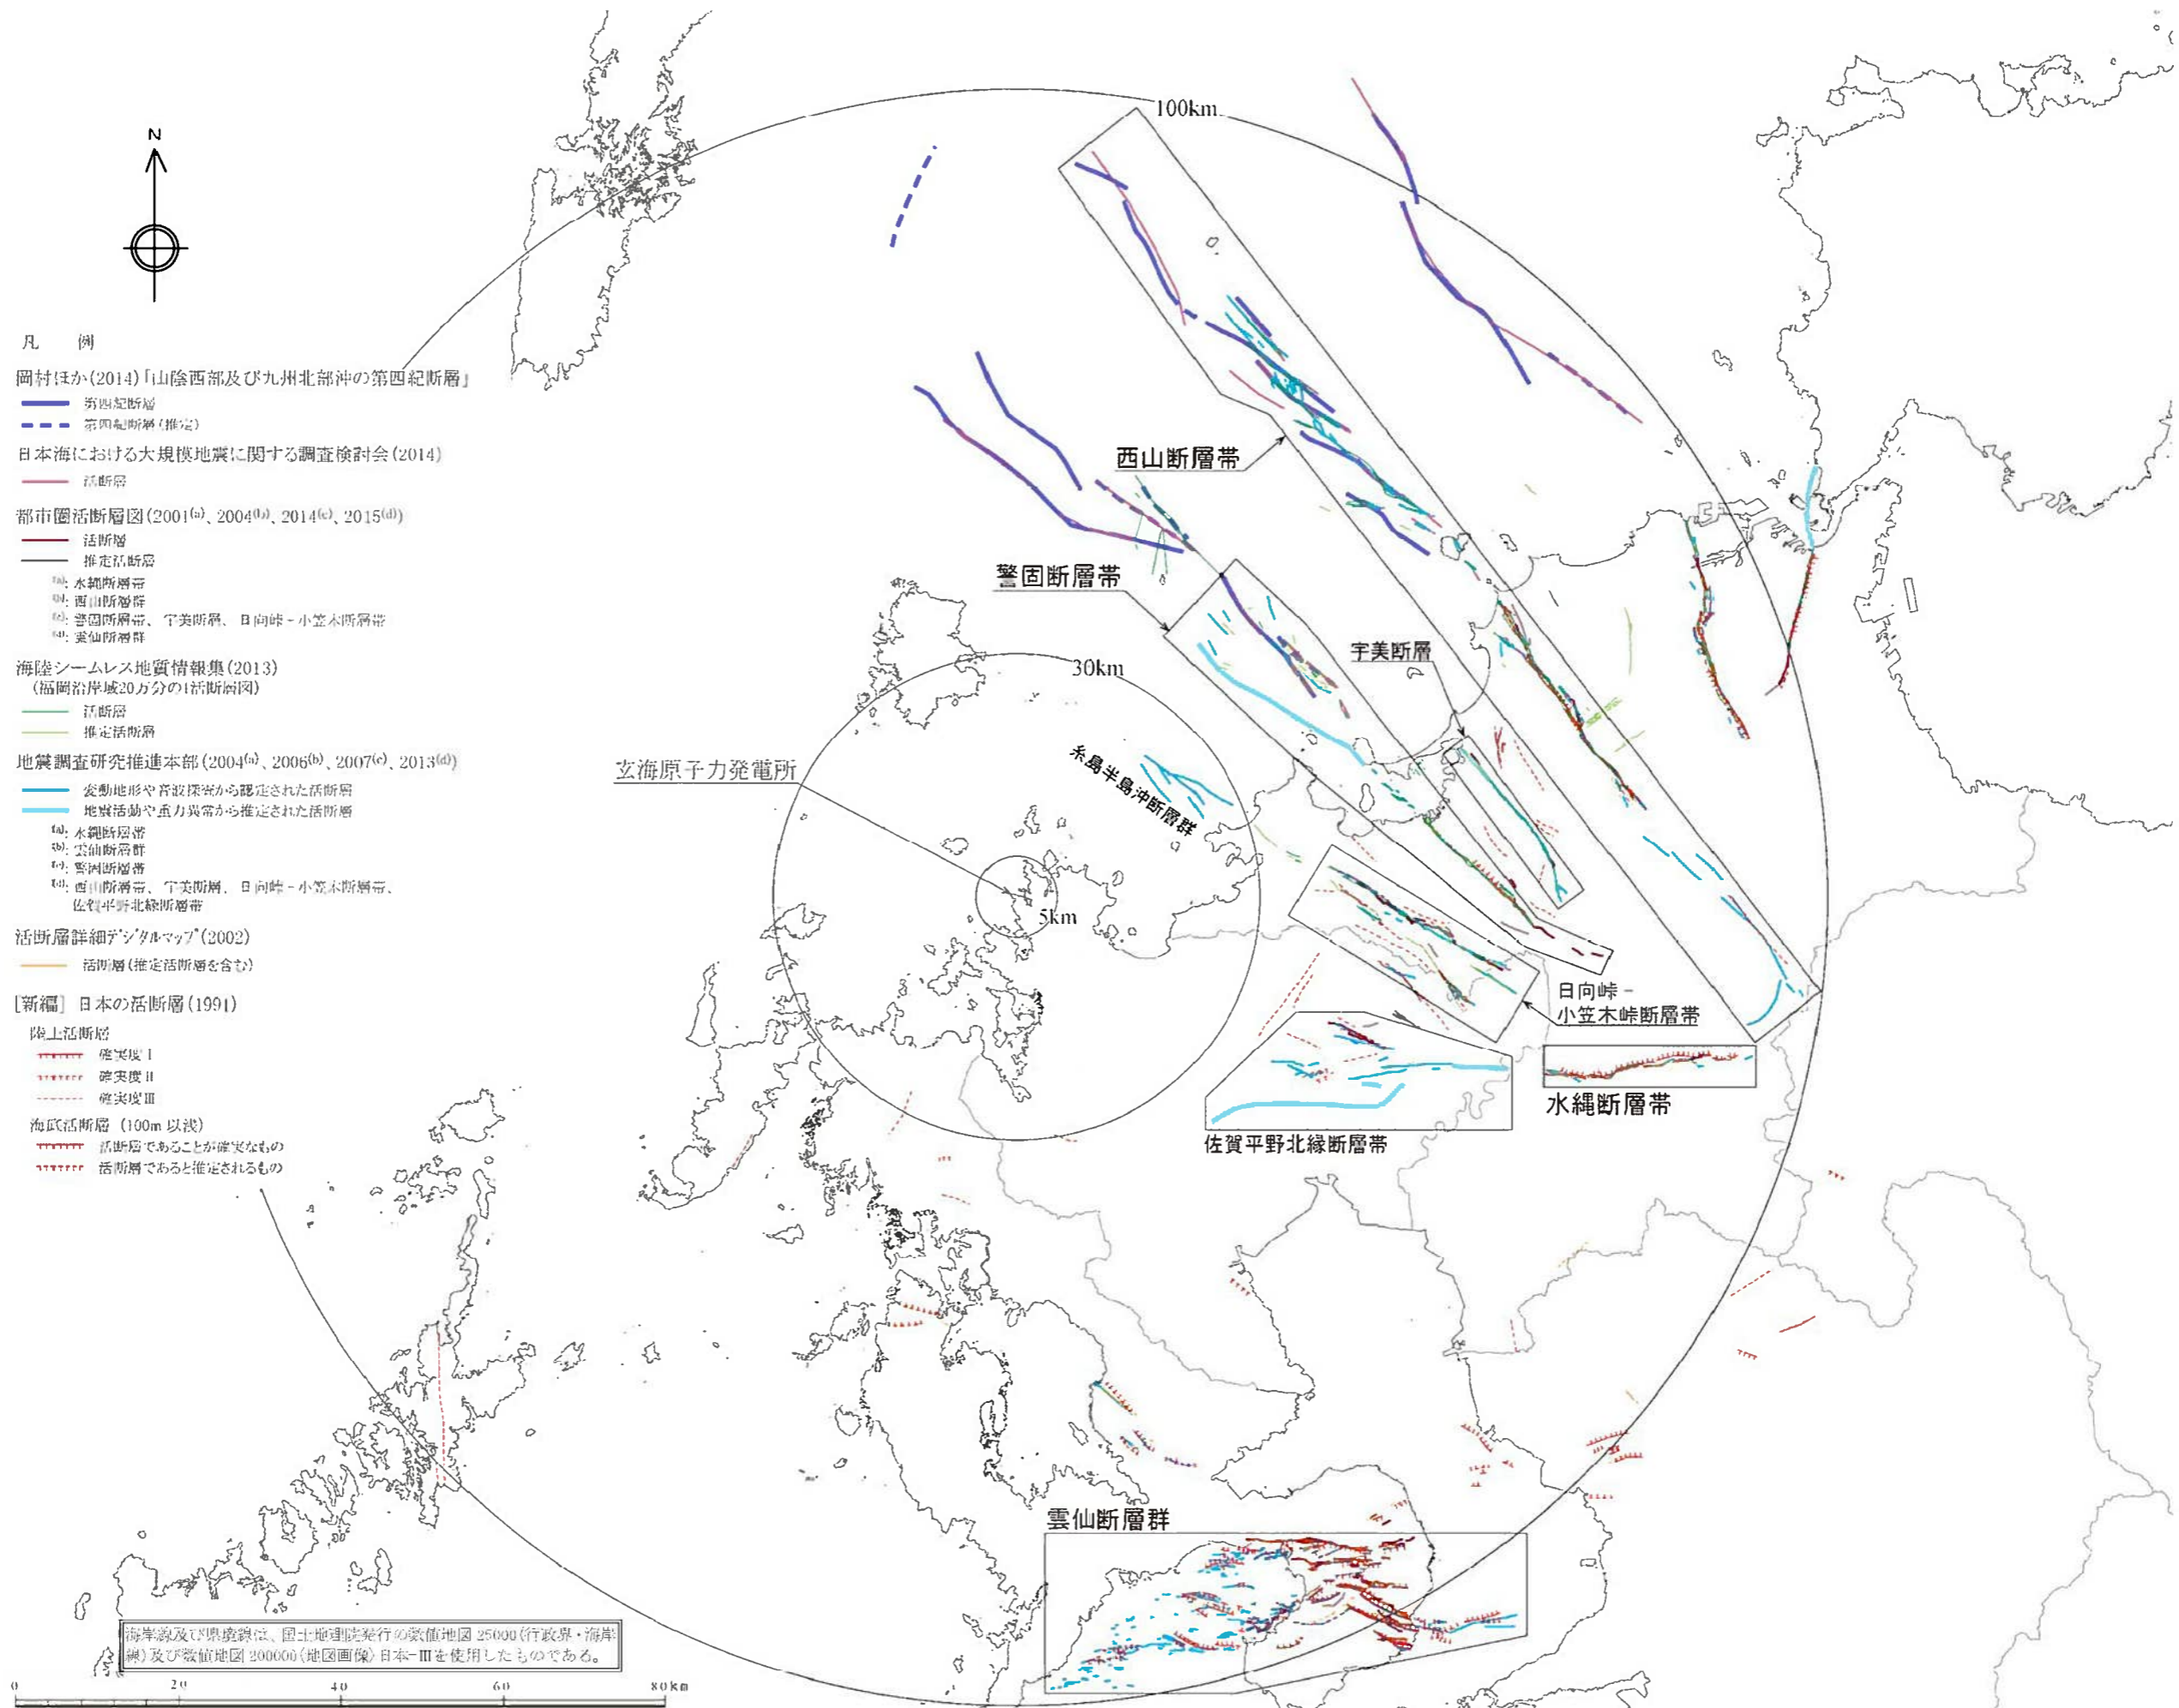 N
凡　例
岡村ほか(2014)「山陰西部及び九州北部沖の第四紀断層」
第四紀断層
第四紀断層(推定)
日本海における大規模地震に関する調査検討会(2014)
活断層
都市圏活断層図(2001(a)、2004(b)、2014(c)、2015(d))
活断層
推定活断層
(a): 水縄断層帯
(b): 西山断層群
(c): 警固断層帯、宇美断層、日向峠-小笠木断層帯
(d): 雲仙断層群
海陸シームレス地質情報集(2013)
(福岡沿岸域20万分の1活断層図)
活断層
推定活断層
地震調査研究推進本部(2004(a)、2006(b)、2007(c)、2013(d))
変動地形や音波探査から認定された活断層
地震活動や重力異常から推定された活断層
(a): 水縄断層帯
(b): 雲仙断層群
(c): 警固断層帯
(d): 西山断層帯、宇美断層、日向峠-小笠木断層帯、
佐賀平野北縁断層帯
活断層詳細デジタルマップ(2002)
活断層(推定活断層を含む)
[新編] 日本の活断層(1991)
陸上活断層
確実度Ⅰ
確実度Ⅱ
確実度Ⅲ
海底活断層 (100m以浅)
活断層であることが確実なもの
活断層であると推定されるもの
100km
西山断層帯
警固断層帯
宇美断層
30km
糸島半島沖断層群
玄海原子力発電所
5km
日向峠-
小笠木峠断層帯
水縄断層帯
佐賀平野北縁断層帯
雲仙断層群
海岸線及び県境線は、国土地理院発行の数値地図25000(行政界・海岸
線)及び数値地図200000(地図画像)日本-Ⅲを使用したものである。
0 20 40 60 80km